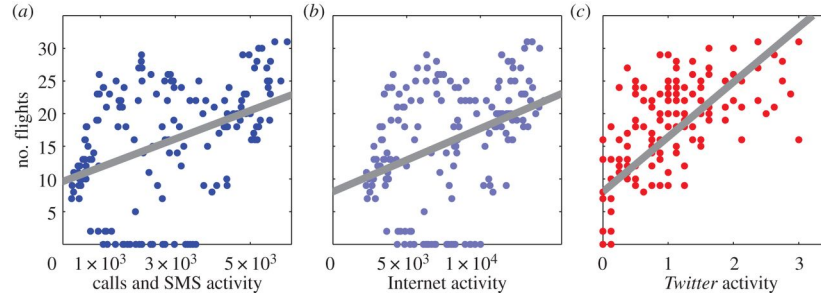 (a) (b) (c)
no. flights
30
25
20
15
10
5
0
0 1 × 10³ 3 × 10³ 5 × 10³
calls and SMS activity
0 5 × 10³ 1 × 10⁴
Internet activity
0 0 1 2 3
Twitter activity